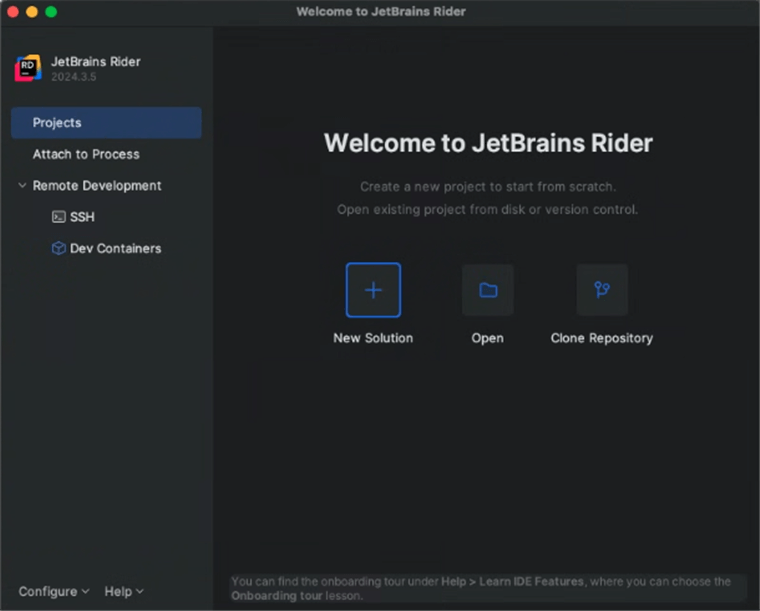 Welcome to JetBrains Rider
RD
JetBrains Rider
2024.3.5
Projects
Attach to Process
Remote Development
SSH
Dev Containers
Welcome to JetBrains Rider
Create a new project to start from scratch.
Open existing project from disk or version control.
New Solution
Open
Clone Repository
Configure
Help
You can find the onboarding tour under Help > Learn IDE Features, where you can choose the
Onboarding tour lesson.